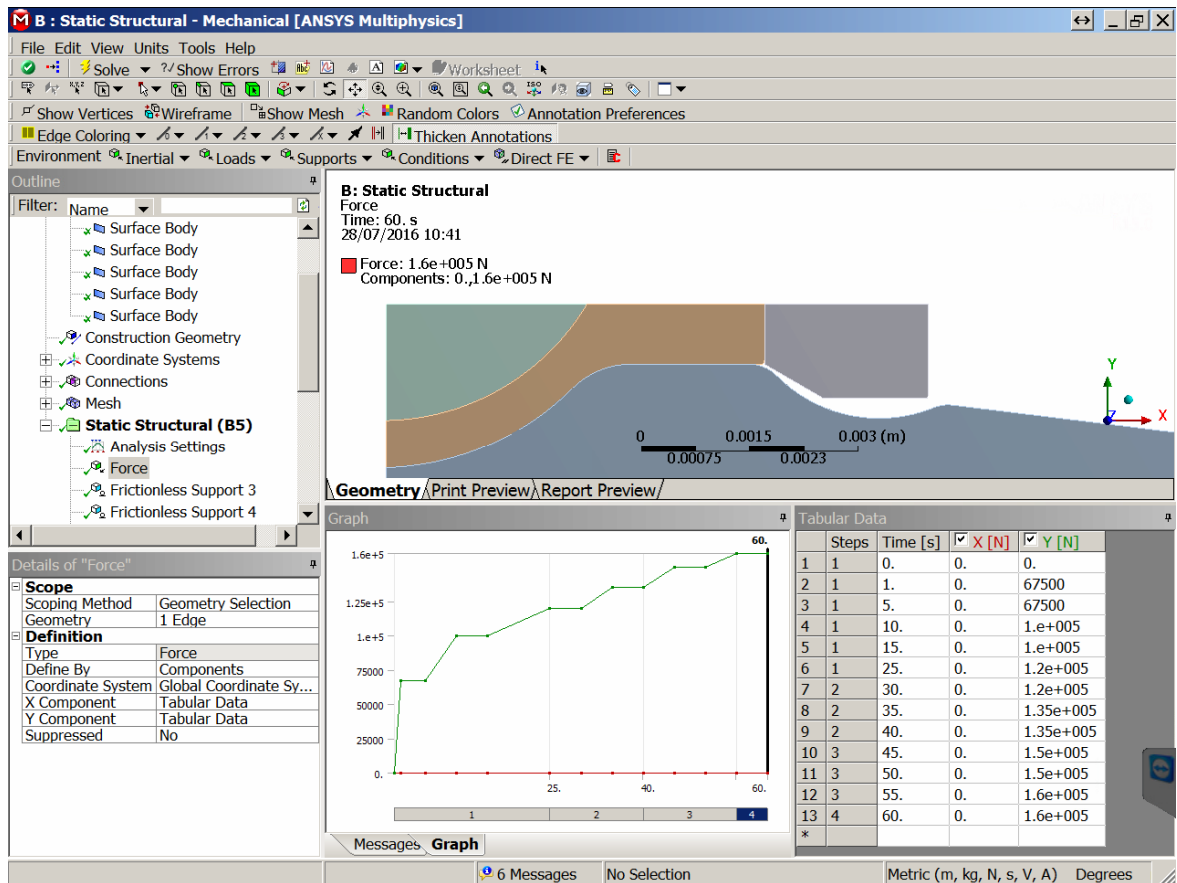 B : Static Structural - Mechanical [ANSYS Multiphysics]
File Edit View Units Tools Help
Solve ?/Show Errors Worksheet
Show Vertices Wireframe Show Mesh Random Colors Annotation Preferences
Edge Coloring Thicken Annotations
Environment Inertial Loads Supports Conditions Direct FE
Outline
Filter: Name
Surface Body
Surface Body
Surface Body
Surface Body
Surface Body
Construction Geometry
Coordinate Systems
Connections
Mesh
Static Structural (B5)
Analysis Settings
Force
Frictionless Support 3
Frictionless Support 4
Details of "Force"
Scope
Scoping Method Geometry Selection
Geometry 1 Edge
Definition
Type Force
Define By Components
Coordinate System Global Coordinate Sy...
X Component Tabular Data
Y Component Tabular Data
Suppressed No
B: Static Structural
Force
Time: 60. s
28/07/2016 10:41
Force: 1.6e+005 N
Components: 0.,1.6e+005 N
Y
Z X
0 0.0015 0.003 (m)
0.00075 0.0023
Geometry Print Preview Report Preview
Graph
60.
1.6e+5
1.25e+5
1.e+5
75000
50000
25000
0.
25. 40. 60.
1 2 3 4
Messages Graph
Tabular Data
Steps Time [s] X [N] Y [N]
1 1 0. 0. 0.
2 1 1. 0. 67500
3 1 5. 0. 67500
4 1 10. 0. 1.e+005
5 1 15. 0. 1.e+005
6 1 25. 0. 1.2e+005
7 2 30. 0. 1.2e+005
8 2 35. 0. 1.35e+005
9 2 40. 0. 1.35e+005
10 3 45. 0. 1.5e+005
11 3 50. 0. 1.5e+005
12 3 55. 0. 1.6e+005
13 4 60. 0. 1.6e+005
*
6 Messages No Selection Metric (m, kg, N, s, V, A) Degrees